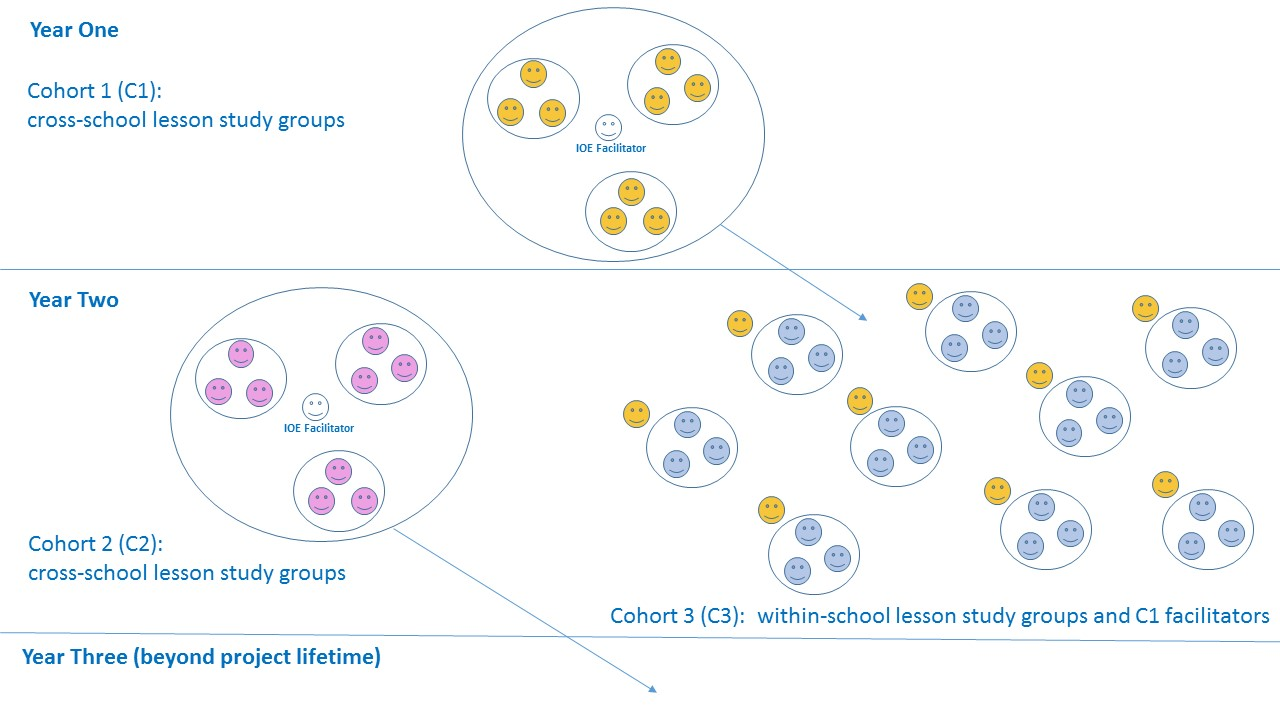 Year One
Cohort 1 (C1):
cross-school lesson study groups
IOE Facilitator
Year Two
IOE Facilitator
Cohort 2 (C2):
cross-school lesson study groups
Cohort 3 (C3):  within-school lesson study groups and C1 facilitators
Year Three (beyond project lifetime)